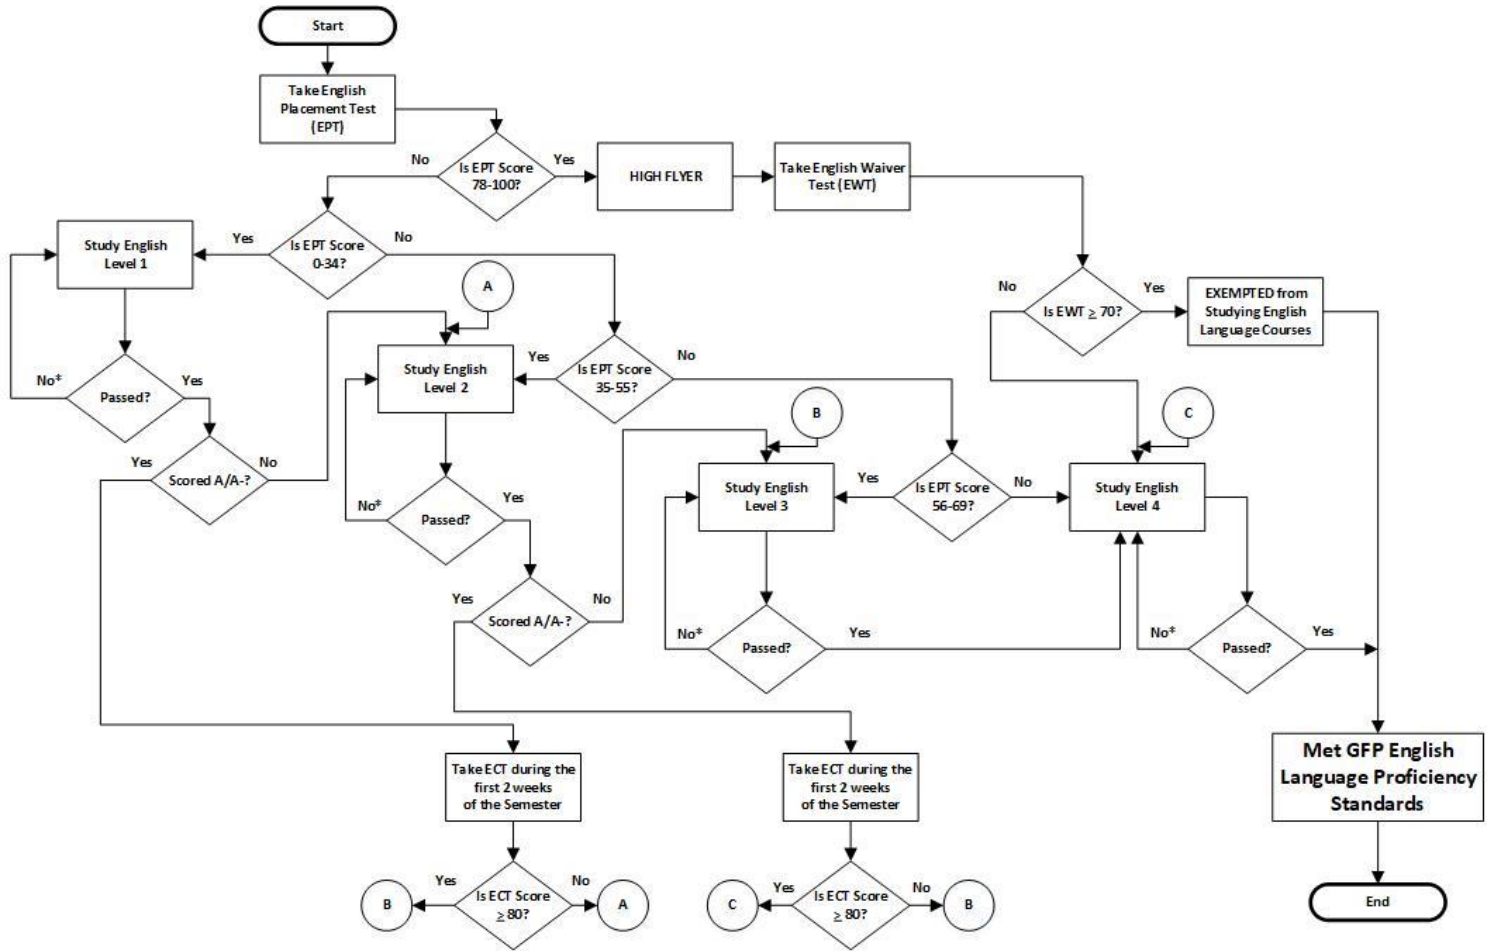 Start
Take English
Placement Test
(EPT)
No
Is EPT Score
78-100?
Yes
HIGH FLYER
Take English Waiver
Test (EWT)
Study English
Level 1
Yes
Is EPT Score
0-34?
No
A
No
Is EWT ≥ 70?
Yes
EXEMPTED from
Studying English
Language Courses
No*
Passed?
Yes
Study English
Level 2
Yes
Is EPT Score
35-55?
No
B
C
Yes
Scored A/A-?
No
No*
Passed?
Yes
Study English
Level 3
Yes
Is EPT Score
56-69?
No
Study English
Level 4
Yes
Scored A/A-?
No
No*
Passed?
Yes
No*
Passed?
Yes
Take ECT during the
first 2 weeks
of the Semester
Take ECT during the
first 2 weeks
of the Semester
Met GFP English
Language Proficiency
Standards
B
Yes
Is ECT Score
≥ 80?
No
A
C
Yes
Is ECT Score
≥ 80?
No
B
End